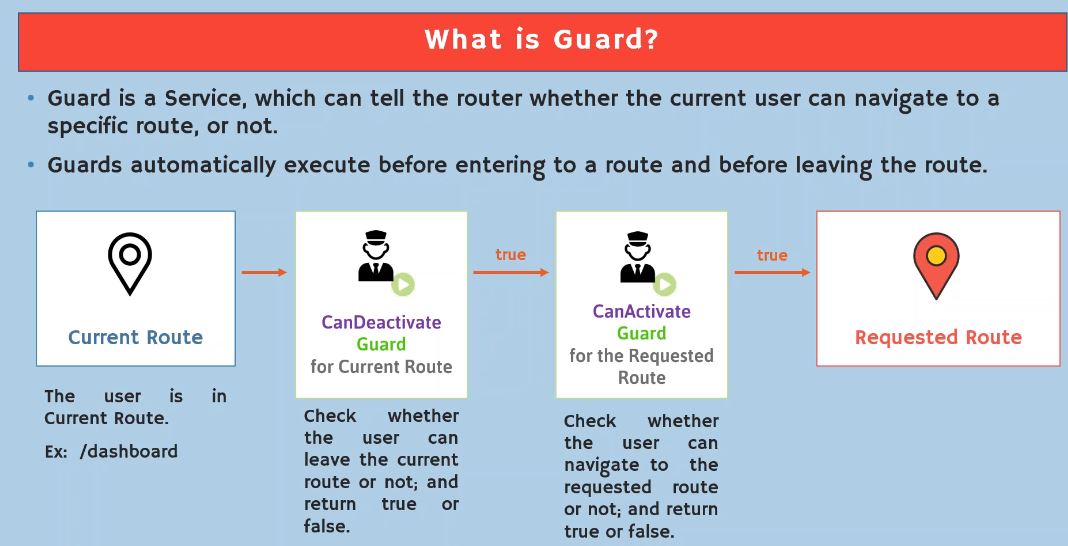 What is Guard?
• Guard is a Service, which can tell the router whether the current user can navigate to a
specific route, or not.
• Guards automatically execute before entering to a route and before leaving the route.
Current Route
The user is in
Current Route.
Ex: /dashboard
CanDeactivate
Guard
for Current Route
Check whether
the user can
leave the current
route or not; and
return true or
false.
true
CanActivate
Guard
for the Requested
Route
Check whether
the user can
navigate to the
requested route
or not; and return
true or false.
true
Requested Route